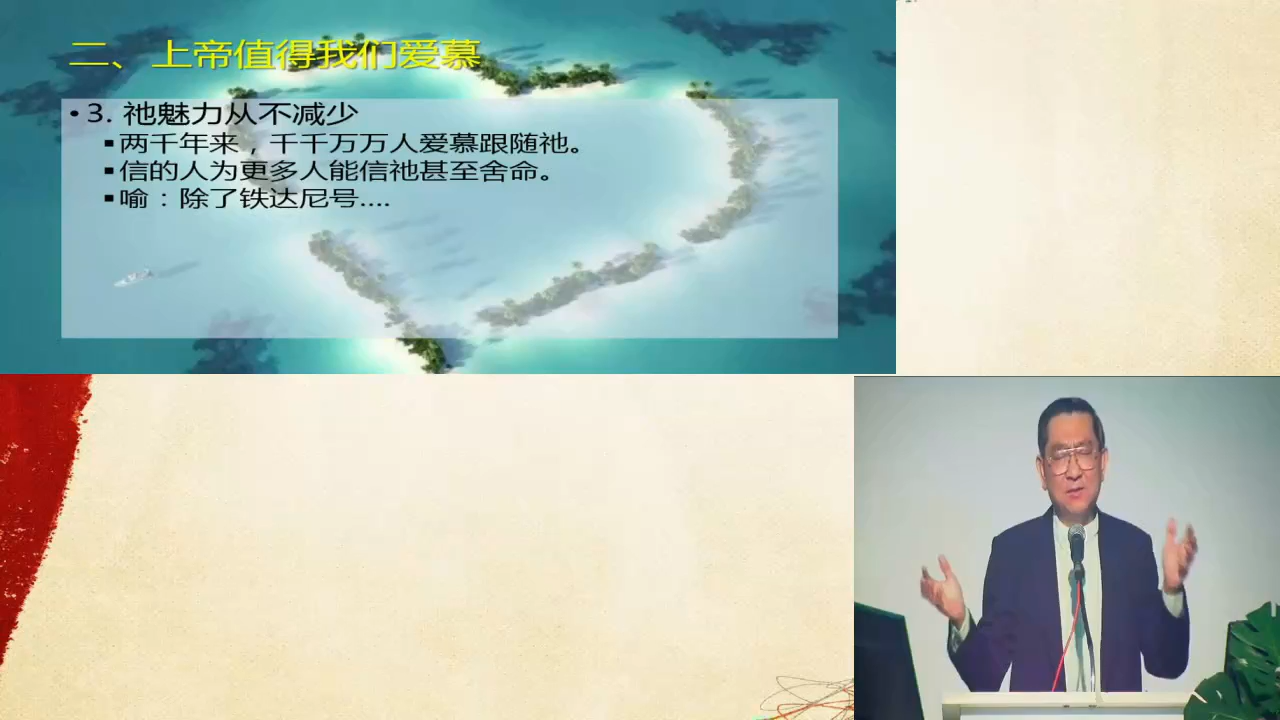 二、上帝值得我们爱慕
• 3. 祂魅力从不减少
▪两千年来，千千万万人爱慕跟随祂。
▪信的人为更多人能信祂甚至舍命。
▪喻：除了铁达尼号....